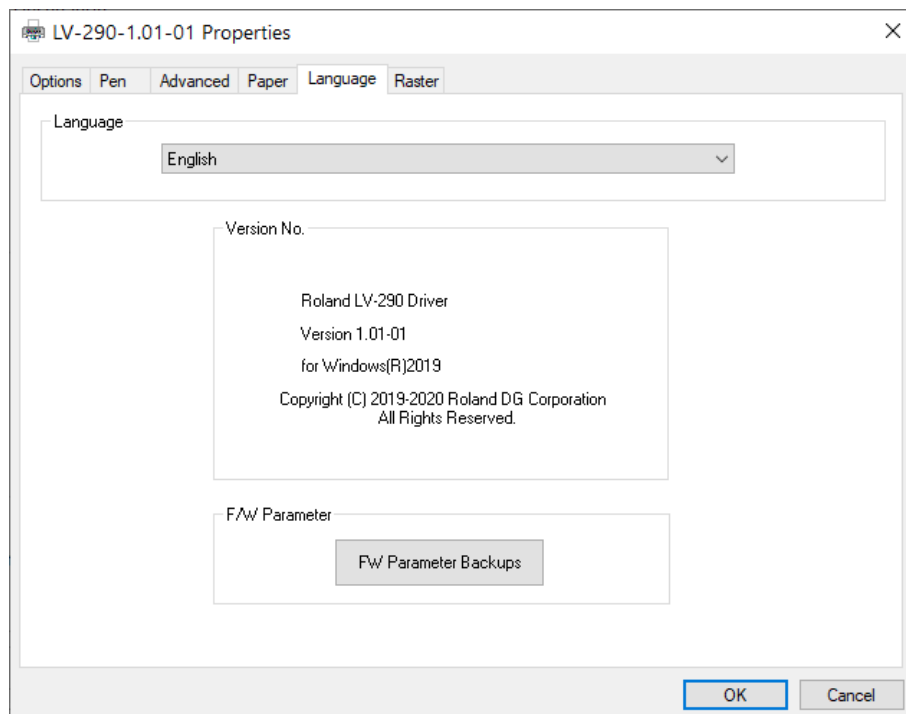 LV-290-1.01-01 Properties
Options Pen Advanced Paper Language Raster
Language
English
Version No.
Roland LV-290 Driver
Version 1.01-01
for Windows(R)2019
Copyright (C) 2019-2020 Roland DG Corporation
All Rights Reserved.
F/W Parameter
FW Parameter Backups
OK Cancel